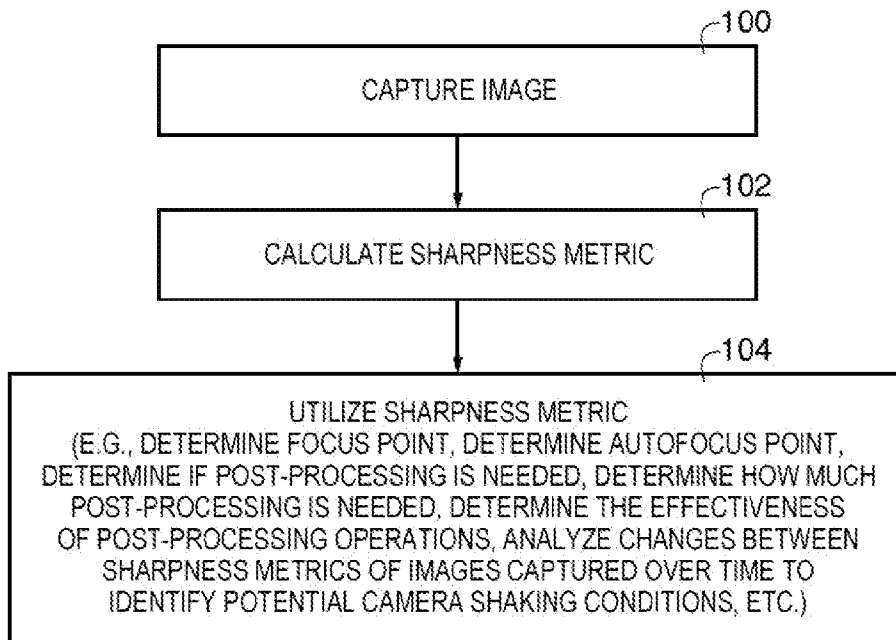 100
CAPTURE IMAGE
102
CALCULATE SHARPNESS METRIC
104
UTILIZE SHARPNESS METRIC
(E.G., DETERMINE FOCUS POINT, DETERMINE AUTOFOCUS POINT,
DETERMINE IF POST-PROCESSING IS NEEDED, DETERMINE HOW MUCH
POST-PROCESSING IS NEEDED, DETERMINE THE EFFECTIVENESS
OF POST-PROCESSING OPERATIONS, ANALYZE CHANGES BETWEEN
SHARPNESS METRICS OF IMAGES CAPTURED OVER TIME TO
IDENTIFY POTENTIAL CAMERA SHAKING CONDITIONS, ETC.)